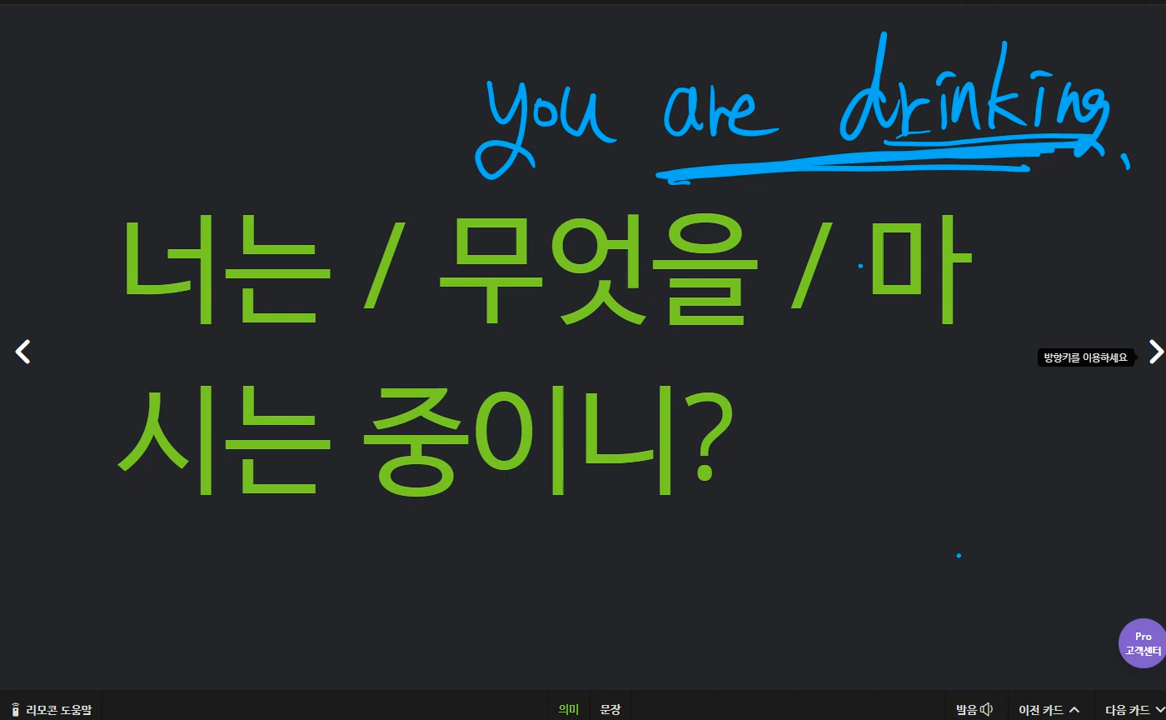 you are drinking.
너는 / 무엇을 / 마
시는 중이니?
방향키를 이용하세요
Pro
고객센터
리모콘 도움말
의미
문장
발음
이전 카드
다음 카드